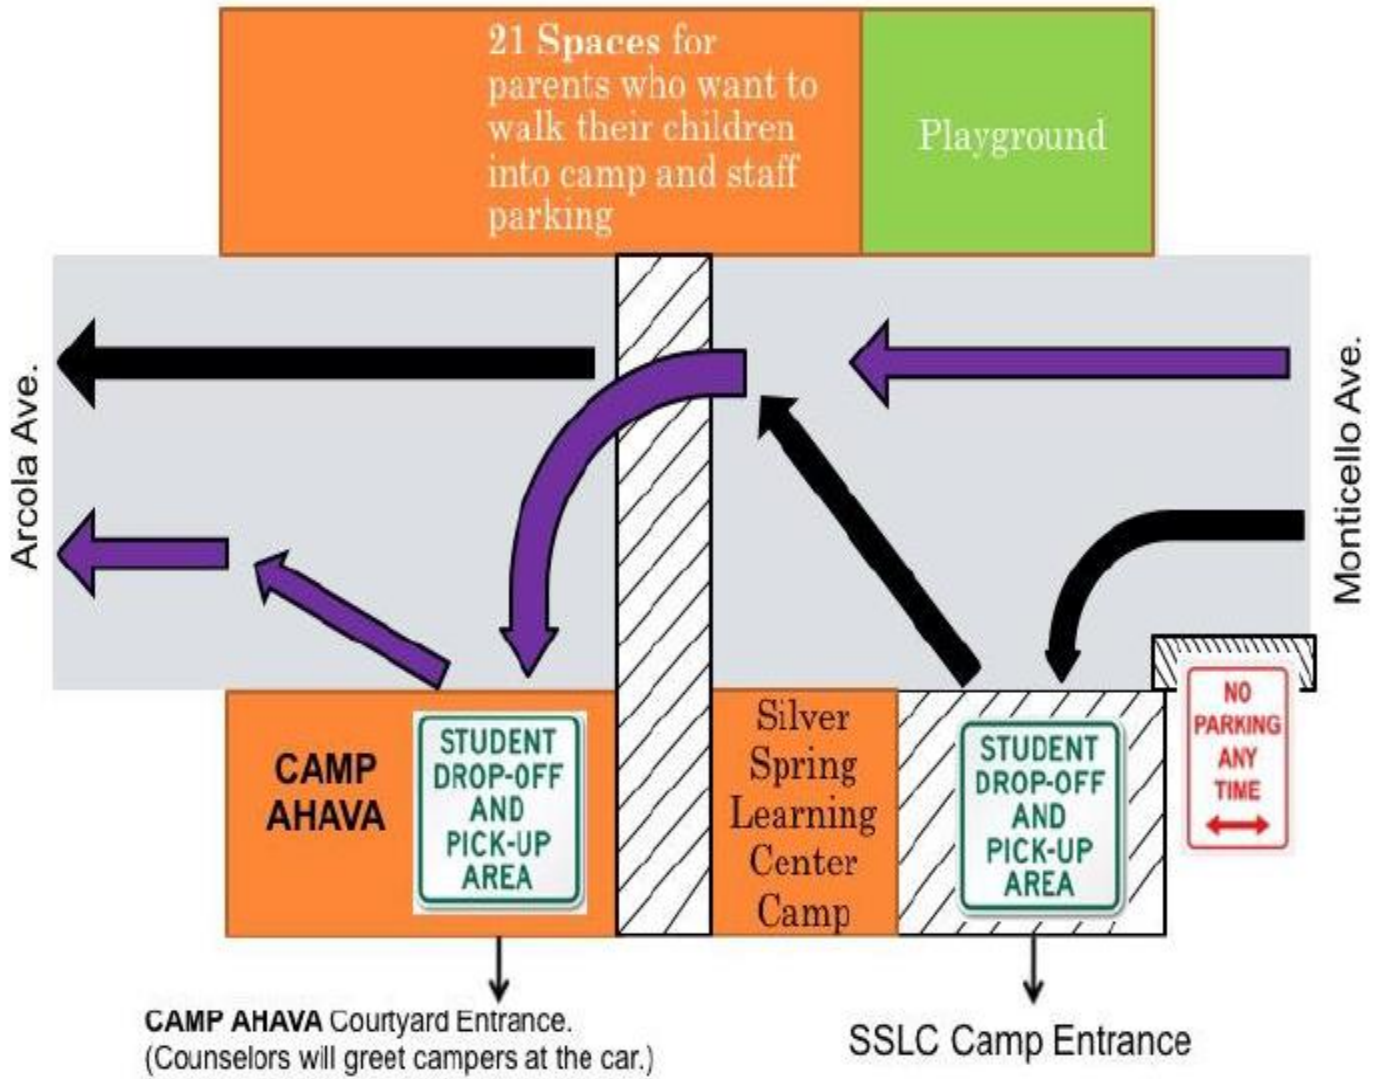 21 Spaces for
parents who want to
walk their children
into camp and staff
parking
Playground
Arcola Ave.
Monticello Ave.
CAMP
AHAVA
STUDENT
DROP-OFF
AND
PICK-UP
AREA
Silver
Spring
Learning
Center
Camp
STUDENT
DROP-OFF
AND
PICK-UP
AREA
NO
PARKING
ANY
TIME
CAMP AHAVA Courtyard Entrance.
(Counselors will greet campers at the car.)
SSLC Camp Entrance